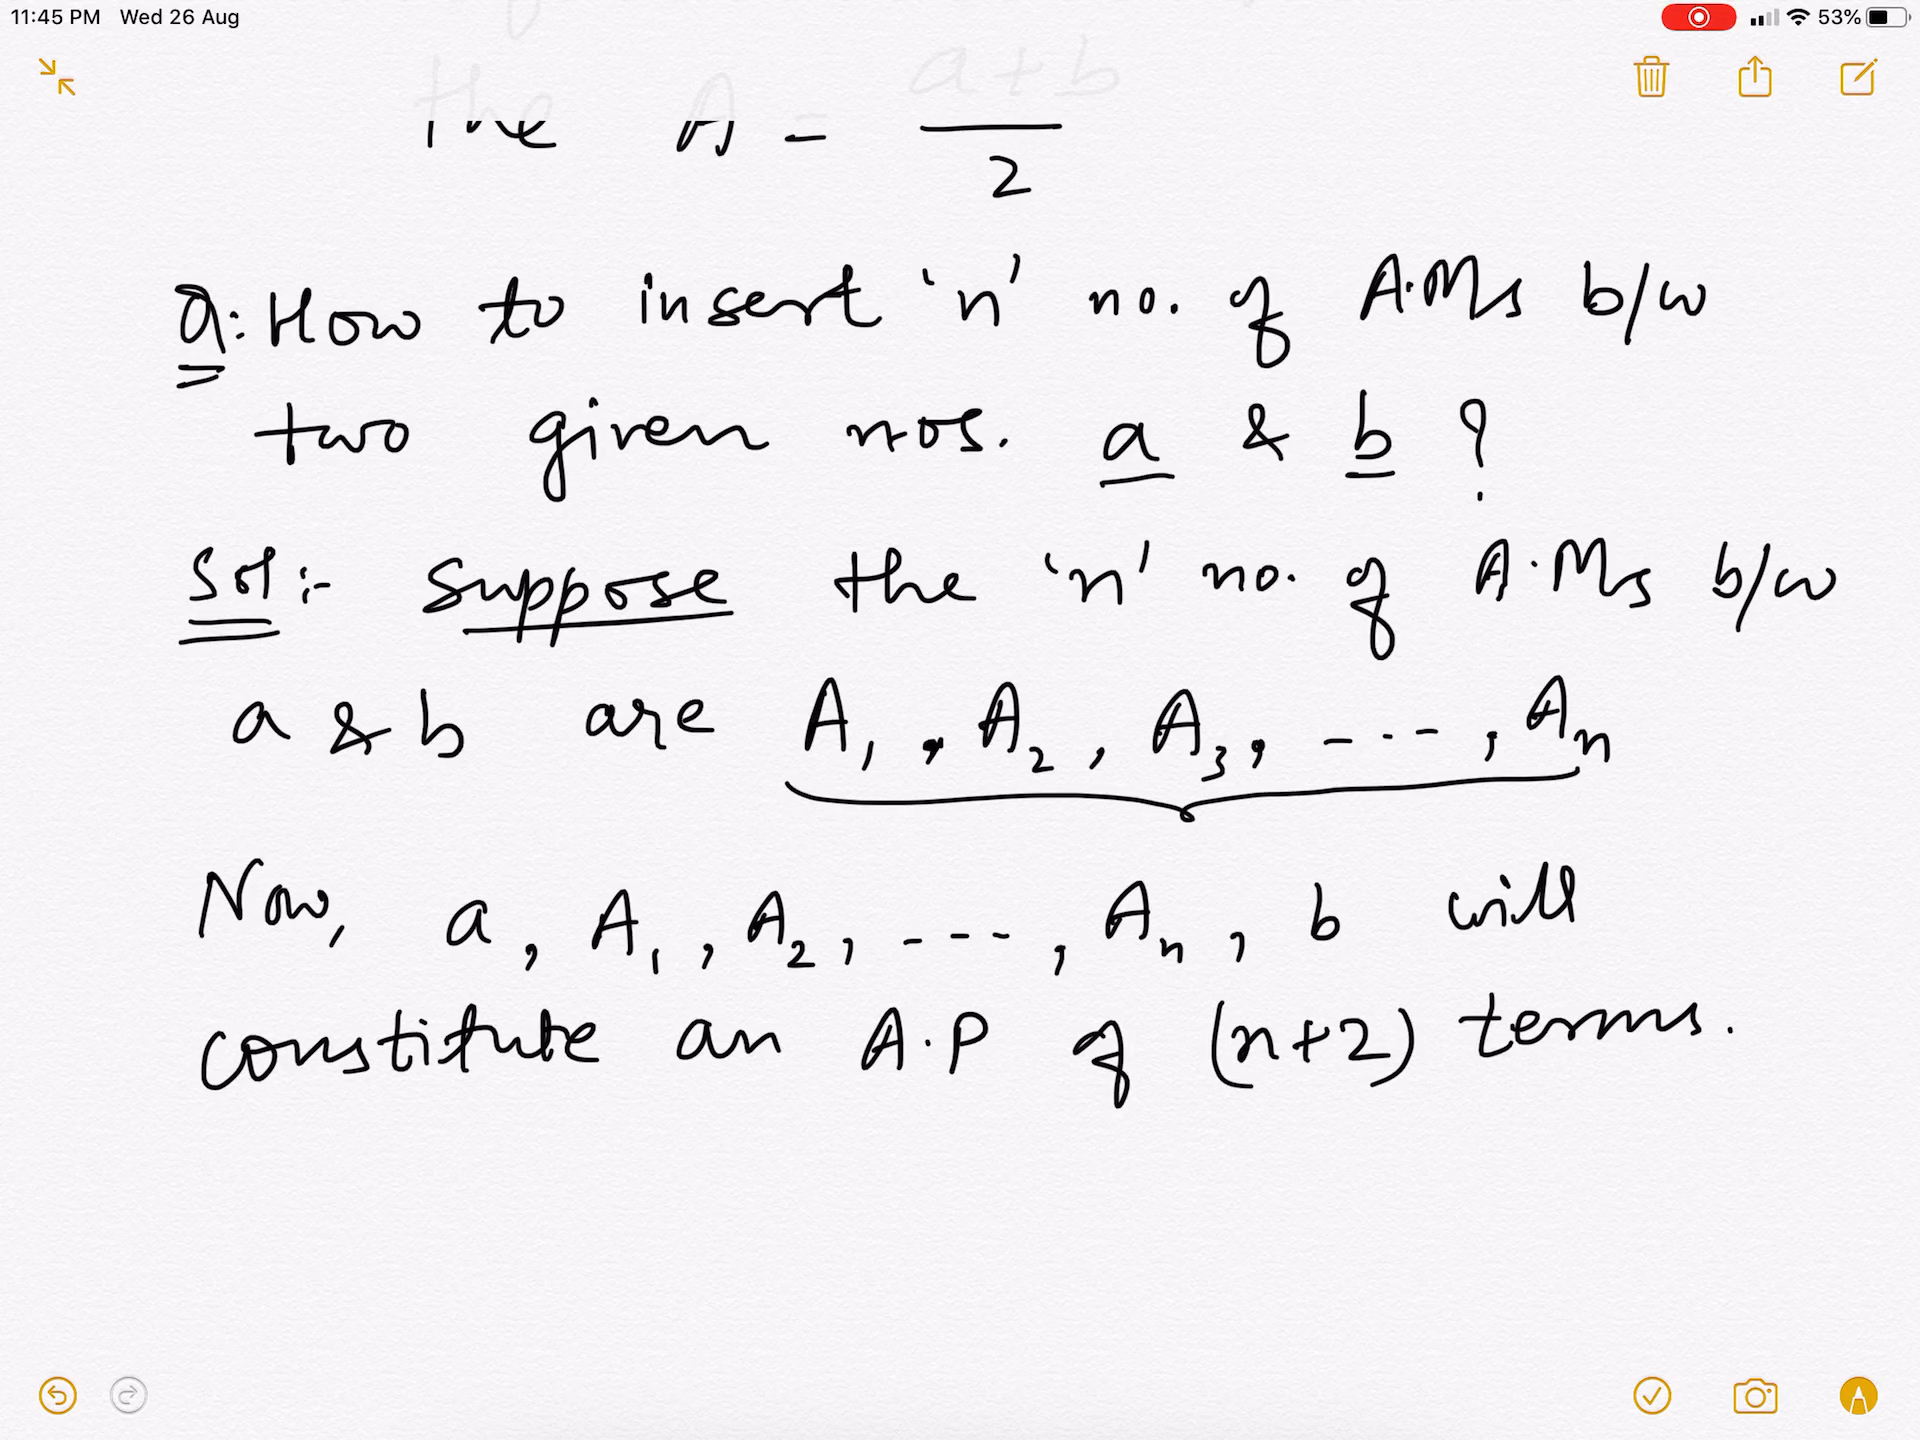 11:45 PM Wed 26 Aug 53%
the A = a+b
2
Q: How to insert 'n' no. of A.Ms b/w
two given nos. a & b ?
Sol:- Suppose the 'n' no. of A.Ms b/w
a & b are A₁, A₂, A₃, -----, Aₙ
Now, a, A₁, A₂, ----, Aₙ, b will
constitute an A.P of (n+2) terms.